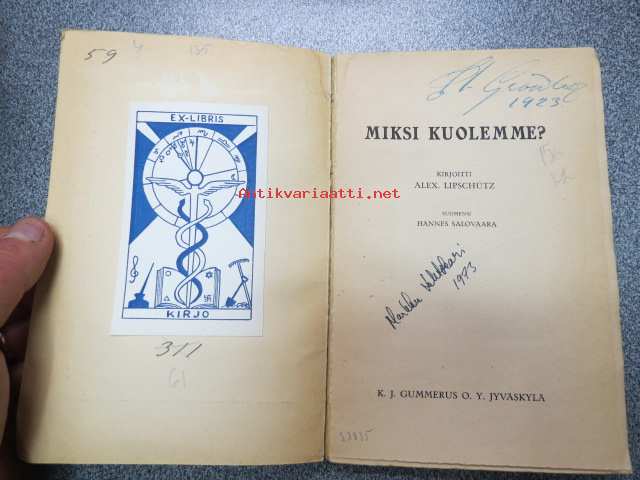 59
EX-LIBRIS
KIRJO
311
61
1923
MIKSI KUOLEMME?
KIRJOITTI
ALEX. LIPSCHÜTZ
SUOMENSI
HANNES SALOVAARA
1973
K. J. GUMMERUS O. Y. JYVÄSKYLÄ
Antikvariaatti.net